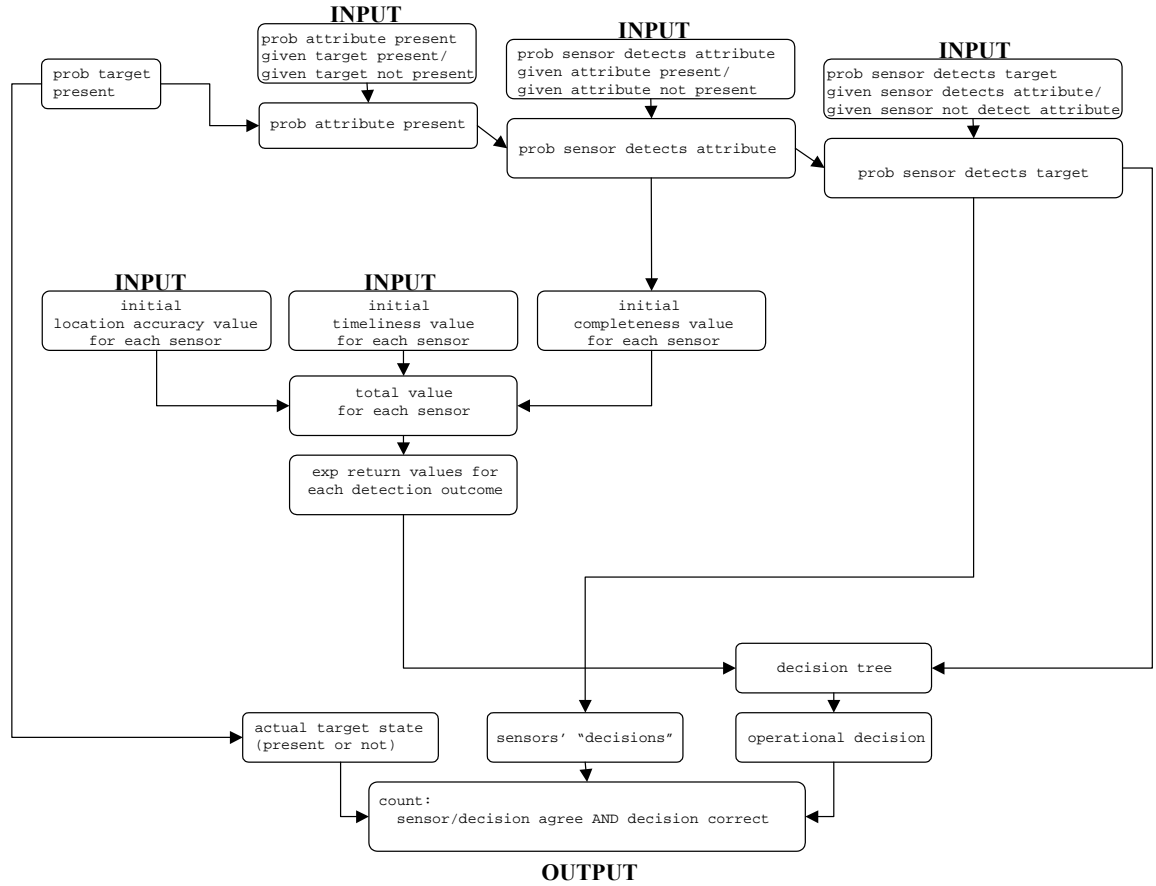 INPUT
prob attribute present
given target present/
given target not present
INPUT
prob sensor detects attribute
given attribute present/
given attribute not present
INPUT
prob sensor detects target
given sensor detects attribute/
given sensor not detect attribute
prob target
present
prob attribute present
prob sensor detects attribute
prob sensor detects target
INPUT
initial
location accuracy value
for each sensor
INPUT
initial
timeliness value
for each sensor
initial
completeness value
for each sensor
total value
for each sensor
exp return values for
each detection outcome
decision tree
actual target state
(present or not)
sensors’ “decisions”
operational decision
count:
sensor/decision agree AND decision correct
OUTPUT